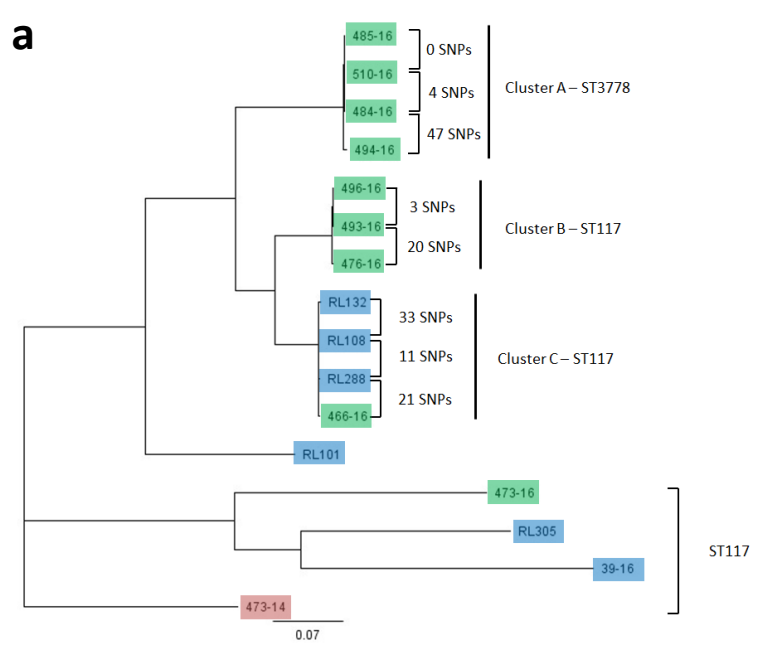 a
485-16
0 SNPs
510-16
Cluster A – ST3778
4 SNPs
484-16
47 SNPs
494-16
496-16
3 SNPs
493-16
Cluster B – ST117
20 SNPs
476-16
RL132
33 SNPs
RL108
11 SNPs
Cluster C – ST117
RL288
21 SNPs
466-16
RL101
473-16
RL305
ST117
39-16
473-14
0.07